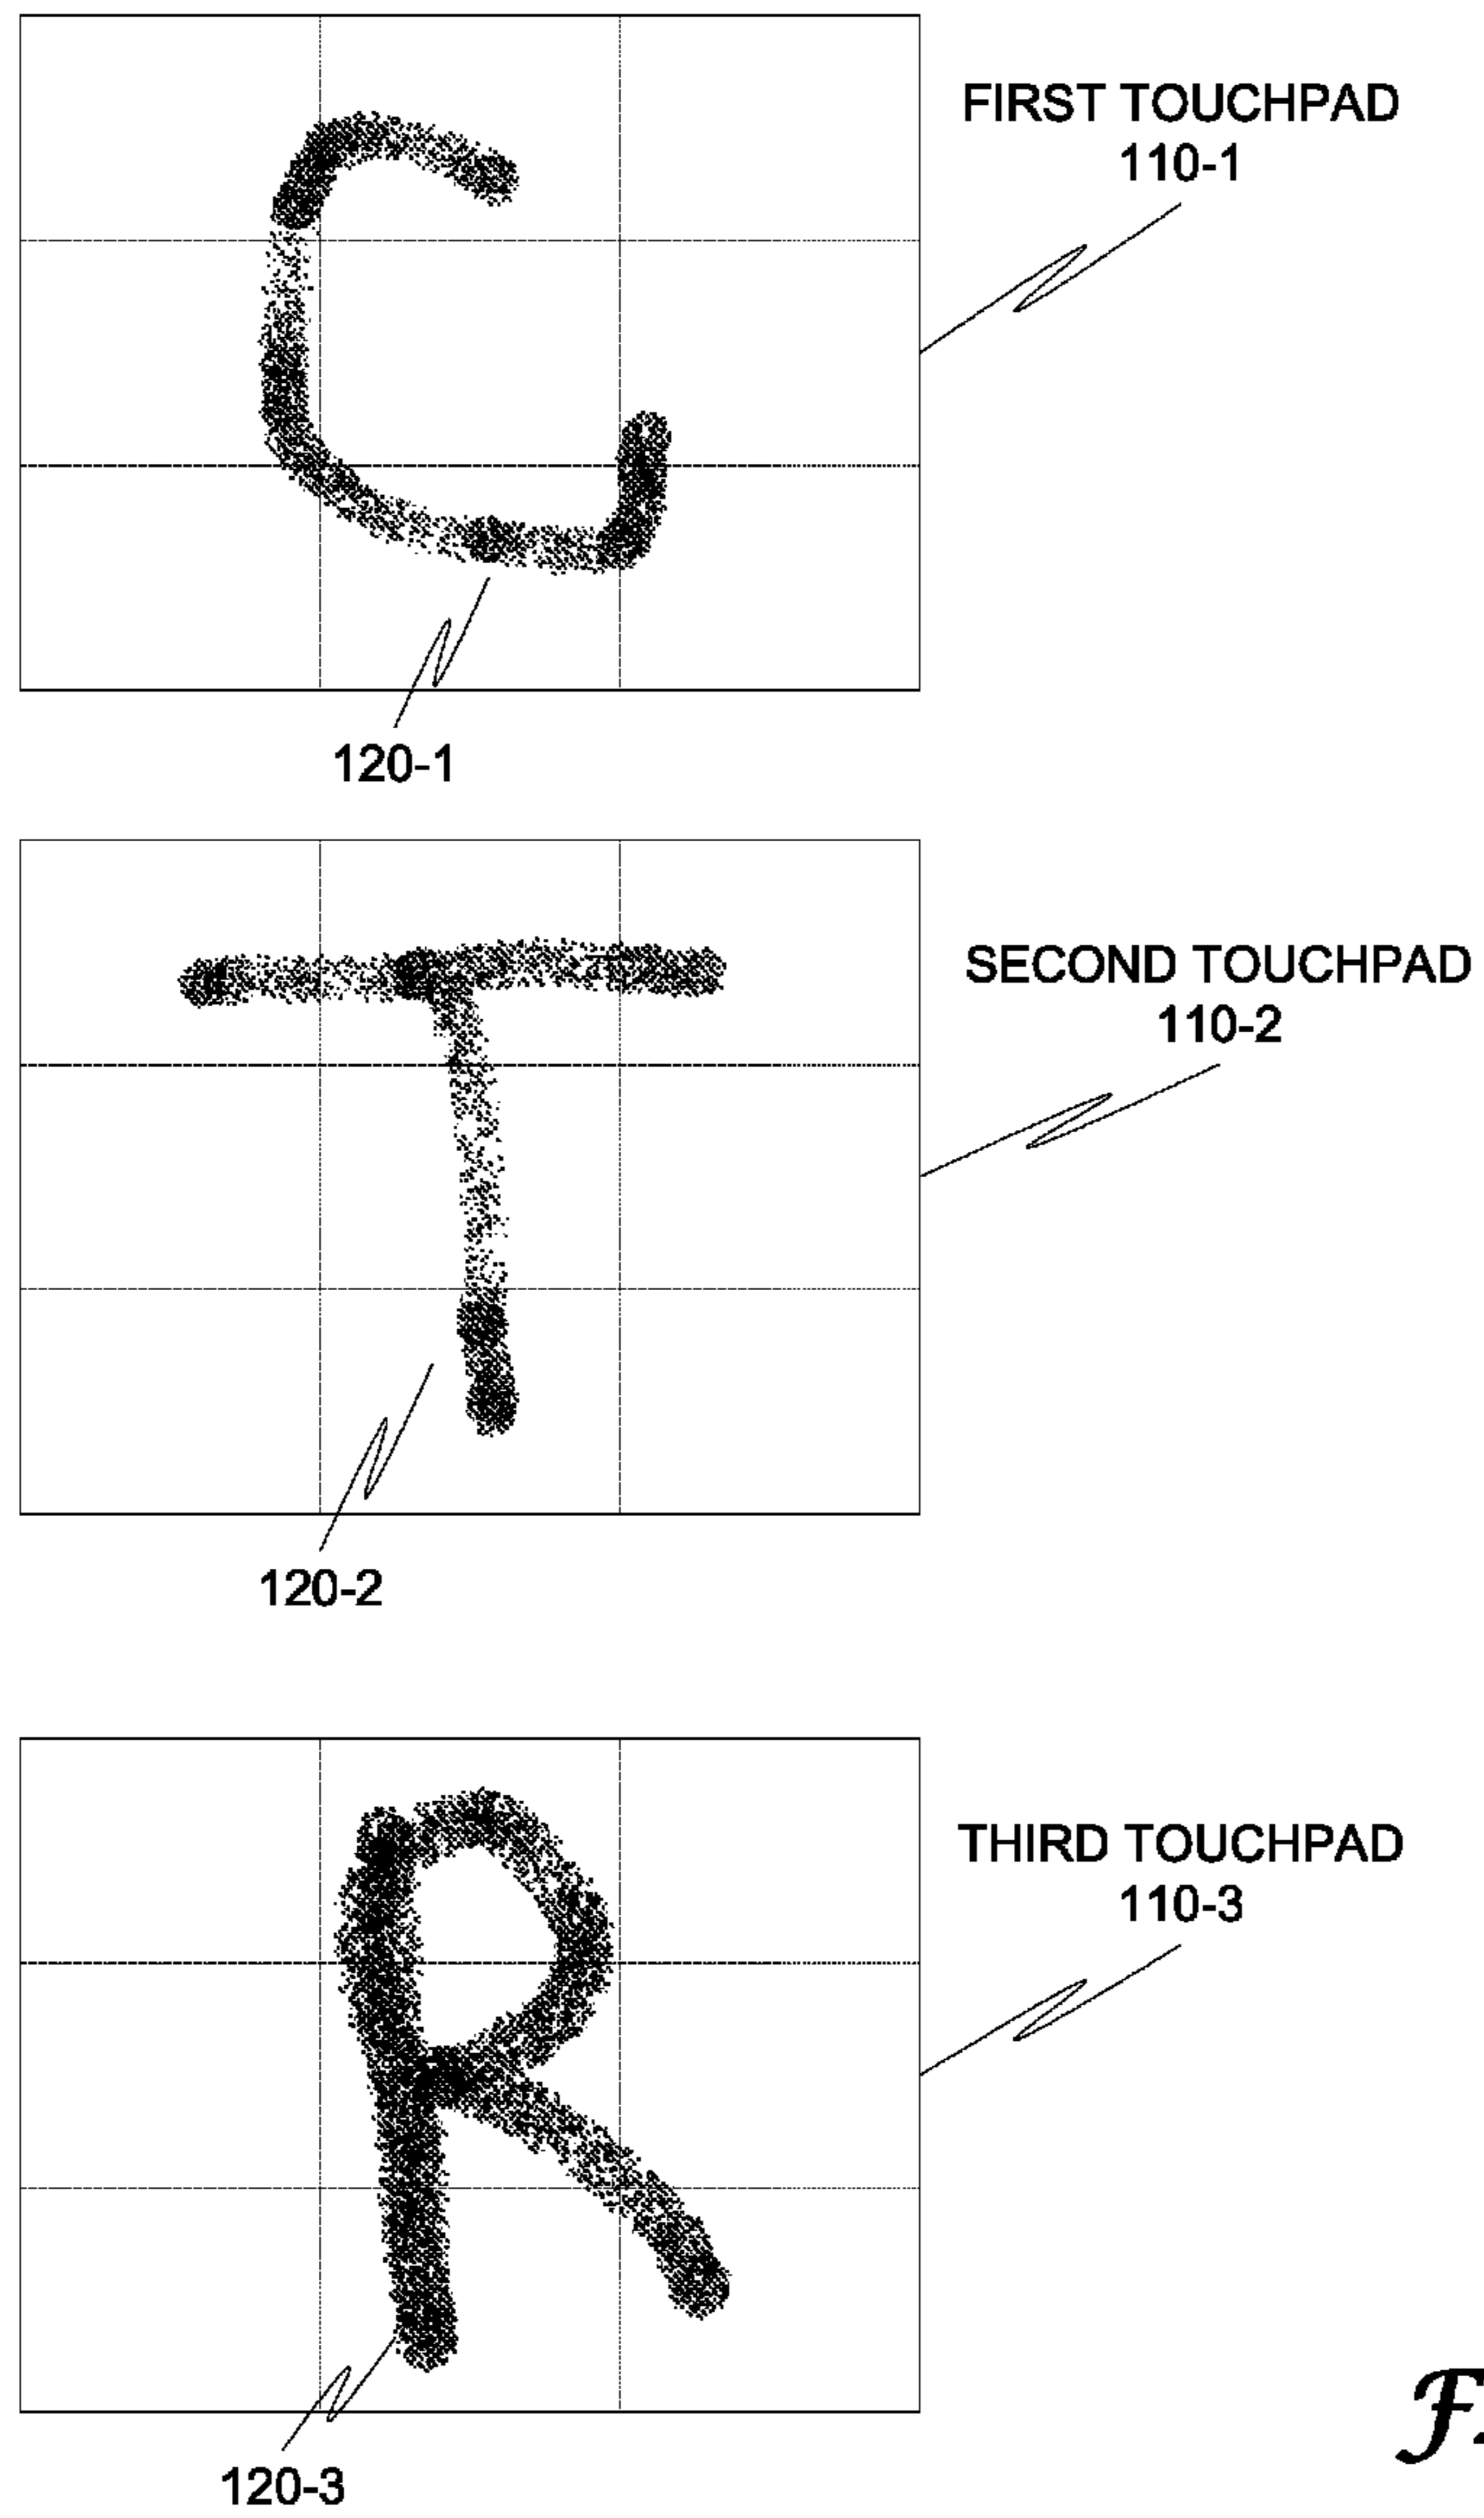 FIRST TOUCHPAD
110-1
G
120-1
SECOND TOUCHPAD
110-2
T
120-2
THIRD TOUCHPAD
110-3
R
120-3